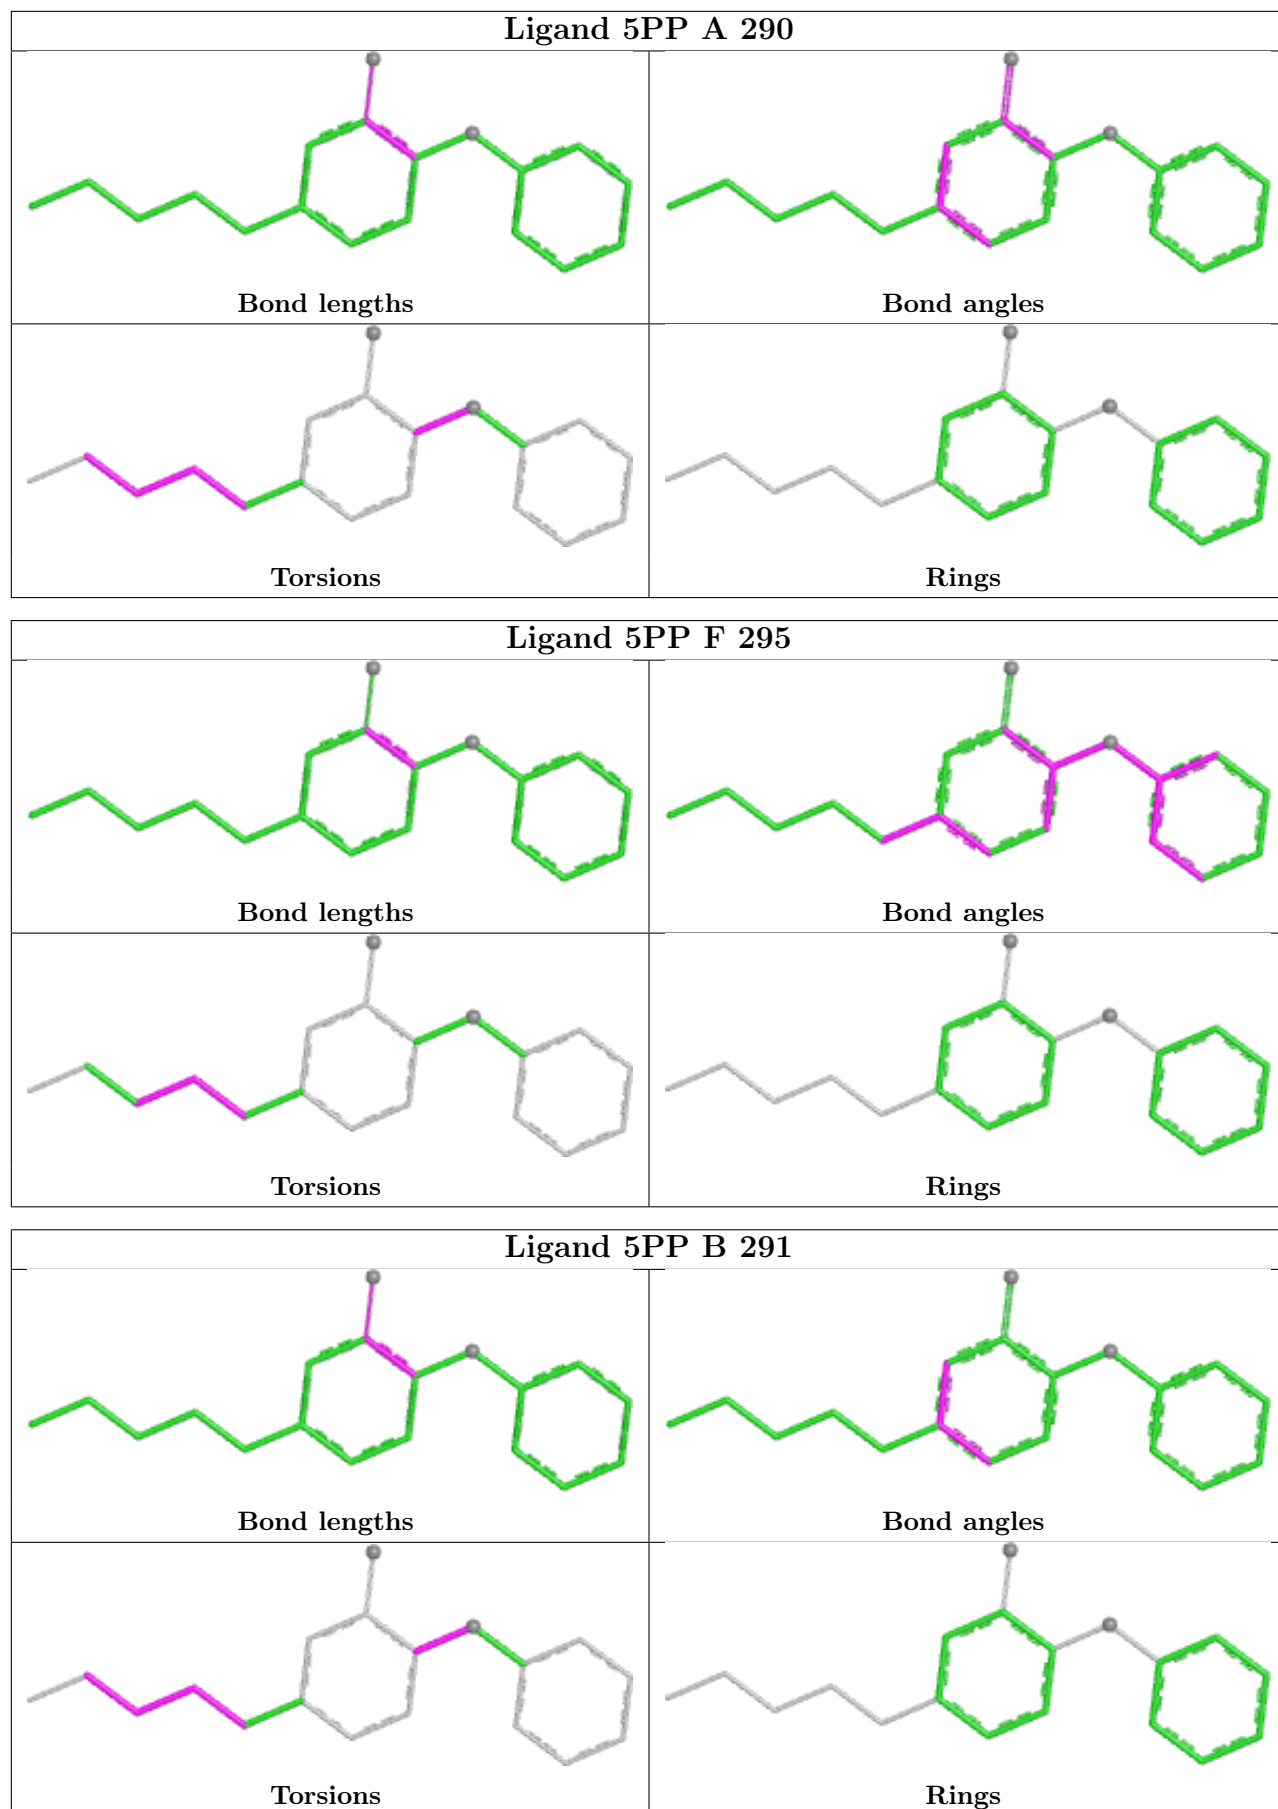 Ligand 5PP A 290
Bond lengths
Bond angles
Torsions
Rings
Ligand 5PP F 295
Bond lengths
Bond angles
Torsions
Rings
Ligand 5PP B 291
Bond lengths
Bond angles
Torsions
Rings